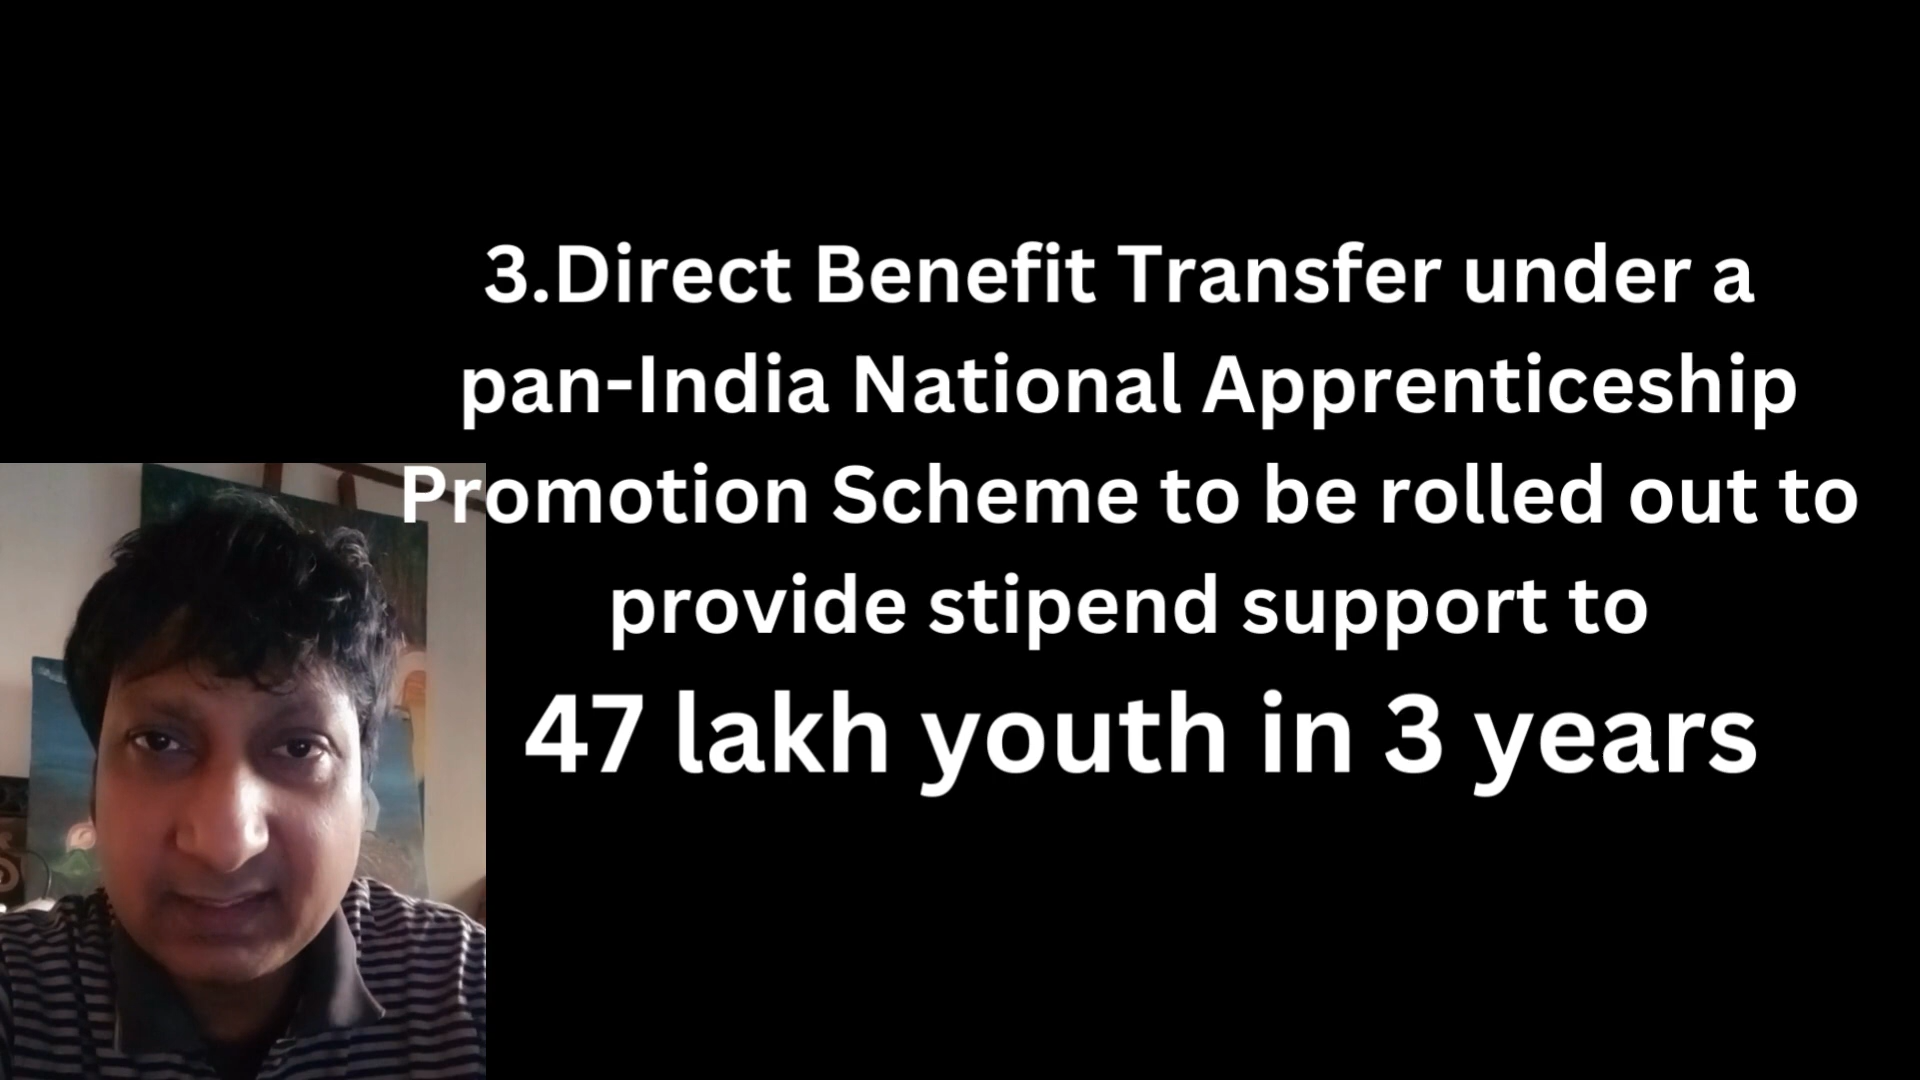 3.Direct Benefit Transfer under a
pan-India National Apprenticeship
Promotion Scheme to be rolled out to
provide stipend support to
47 lakh youth in 3 years